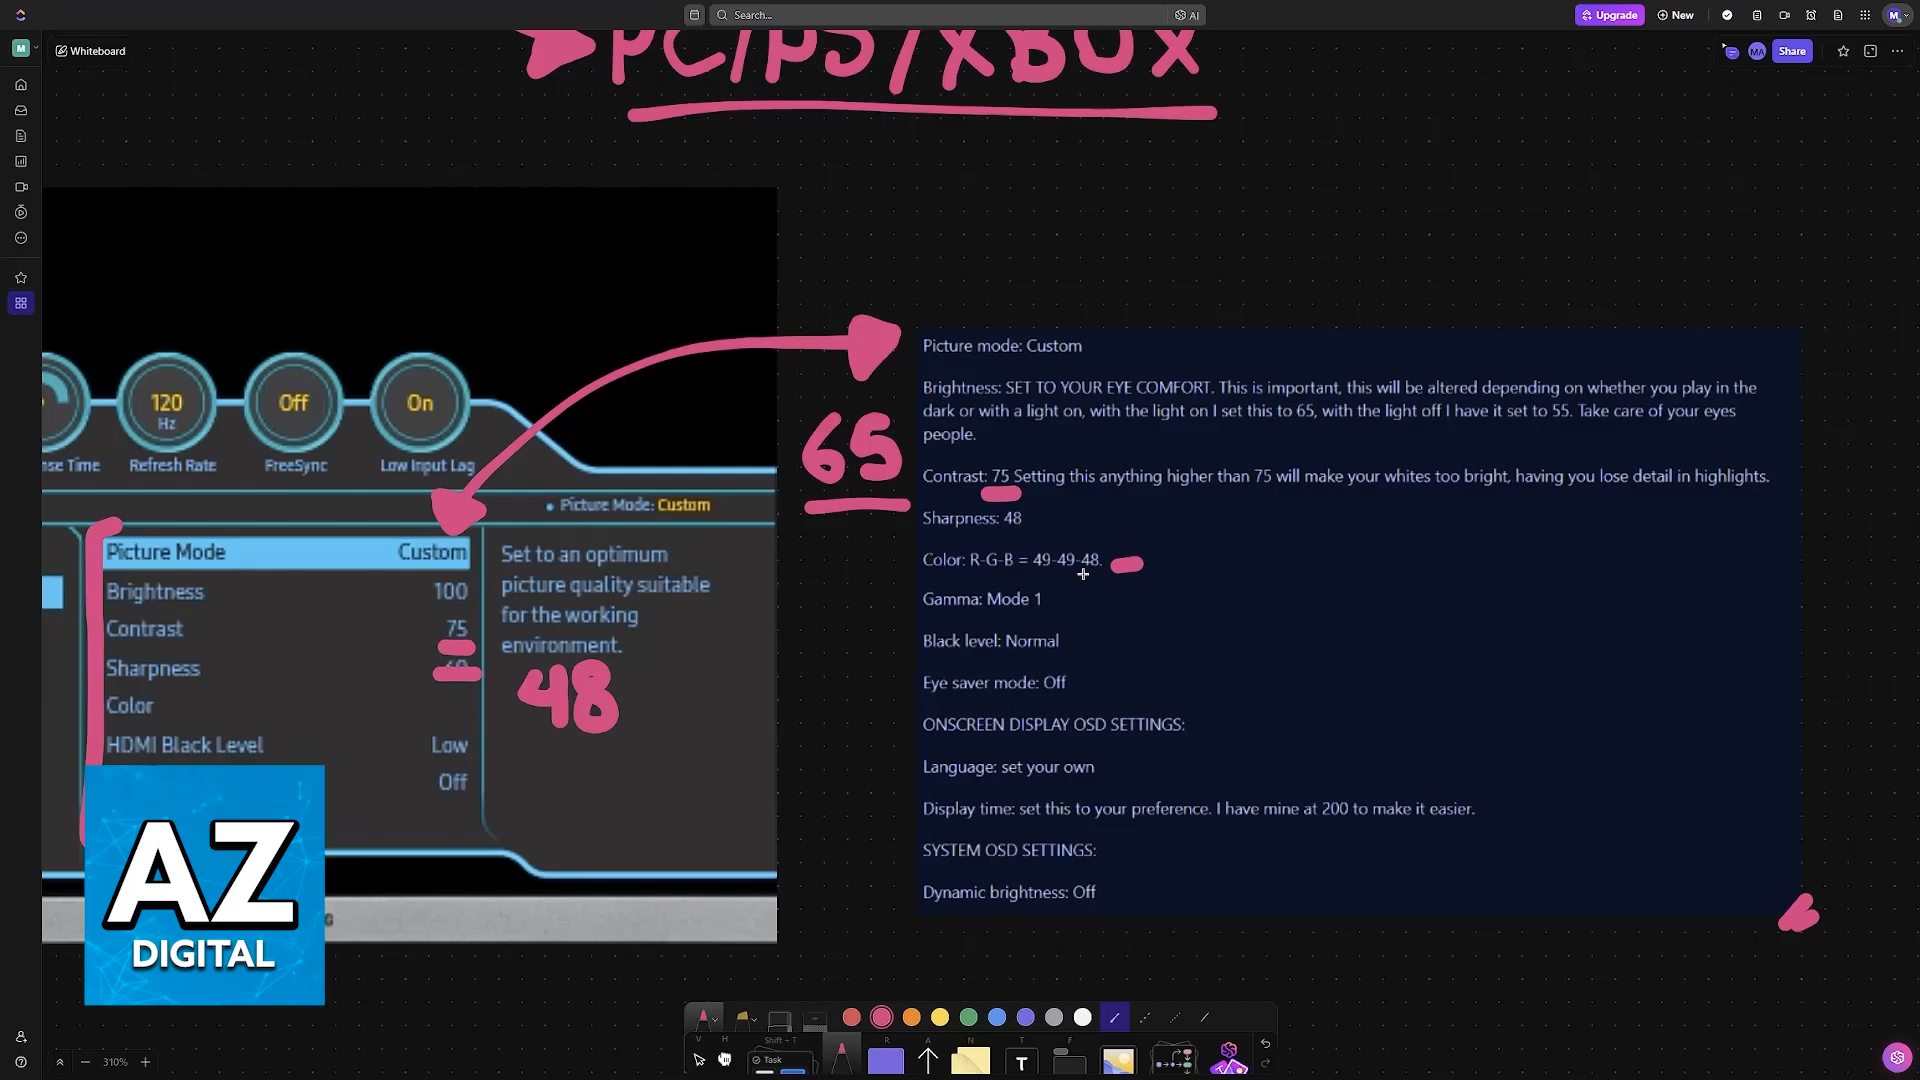 Search...
AI
Upgrade
New
M
M
Whiteboard
MA
Share
PC/PS/XBOX
120
Hz
Off
On
nse Time
Refresh Rate
FreeSync
Low Input Lag
Picture Mode: Custom
Picture Mode Custom
Brightness 100
Contrast 75
Sharpness
Color
HDMI Black Level Low
Off
Set to an optimum
picture quality suitable
for the working
environment.
48
65
Picture mode: Custom
Brightness: SET TO YOUR EYE COMFORT. This is important, this will be altered depending on whether you play in the
dark or with a light on, with the light on I set this to 65, with the light off I have it set to 55. Take care of your eyes
people.
Contrast: 75 Setting this anything higher than 75 will make your whites too bright, having you lose detail in highlights.
Sharpness: 48
Color: R-G-B = 49-49-48.
Gamma: Mode 1
Black level: Normal
Eye saver mode: Off
ONSCREEN DISPLAY OSD SETTINGS:
Language: set your own
Display time: set this to your preference. I have mine at 200 to make it easier.
SYSTEM OSD SETTINGS:
Dynamic brightness: Off
AZ
DIGITAL
310%
V
H
Shift + T
Task
R
A
N
T
T
F